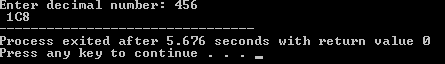 Enter decimal number: 456
 1C8
--------------------------------
Process exited after 5.676 seconds with return value 0
Press any key to continue . . . _